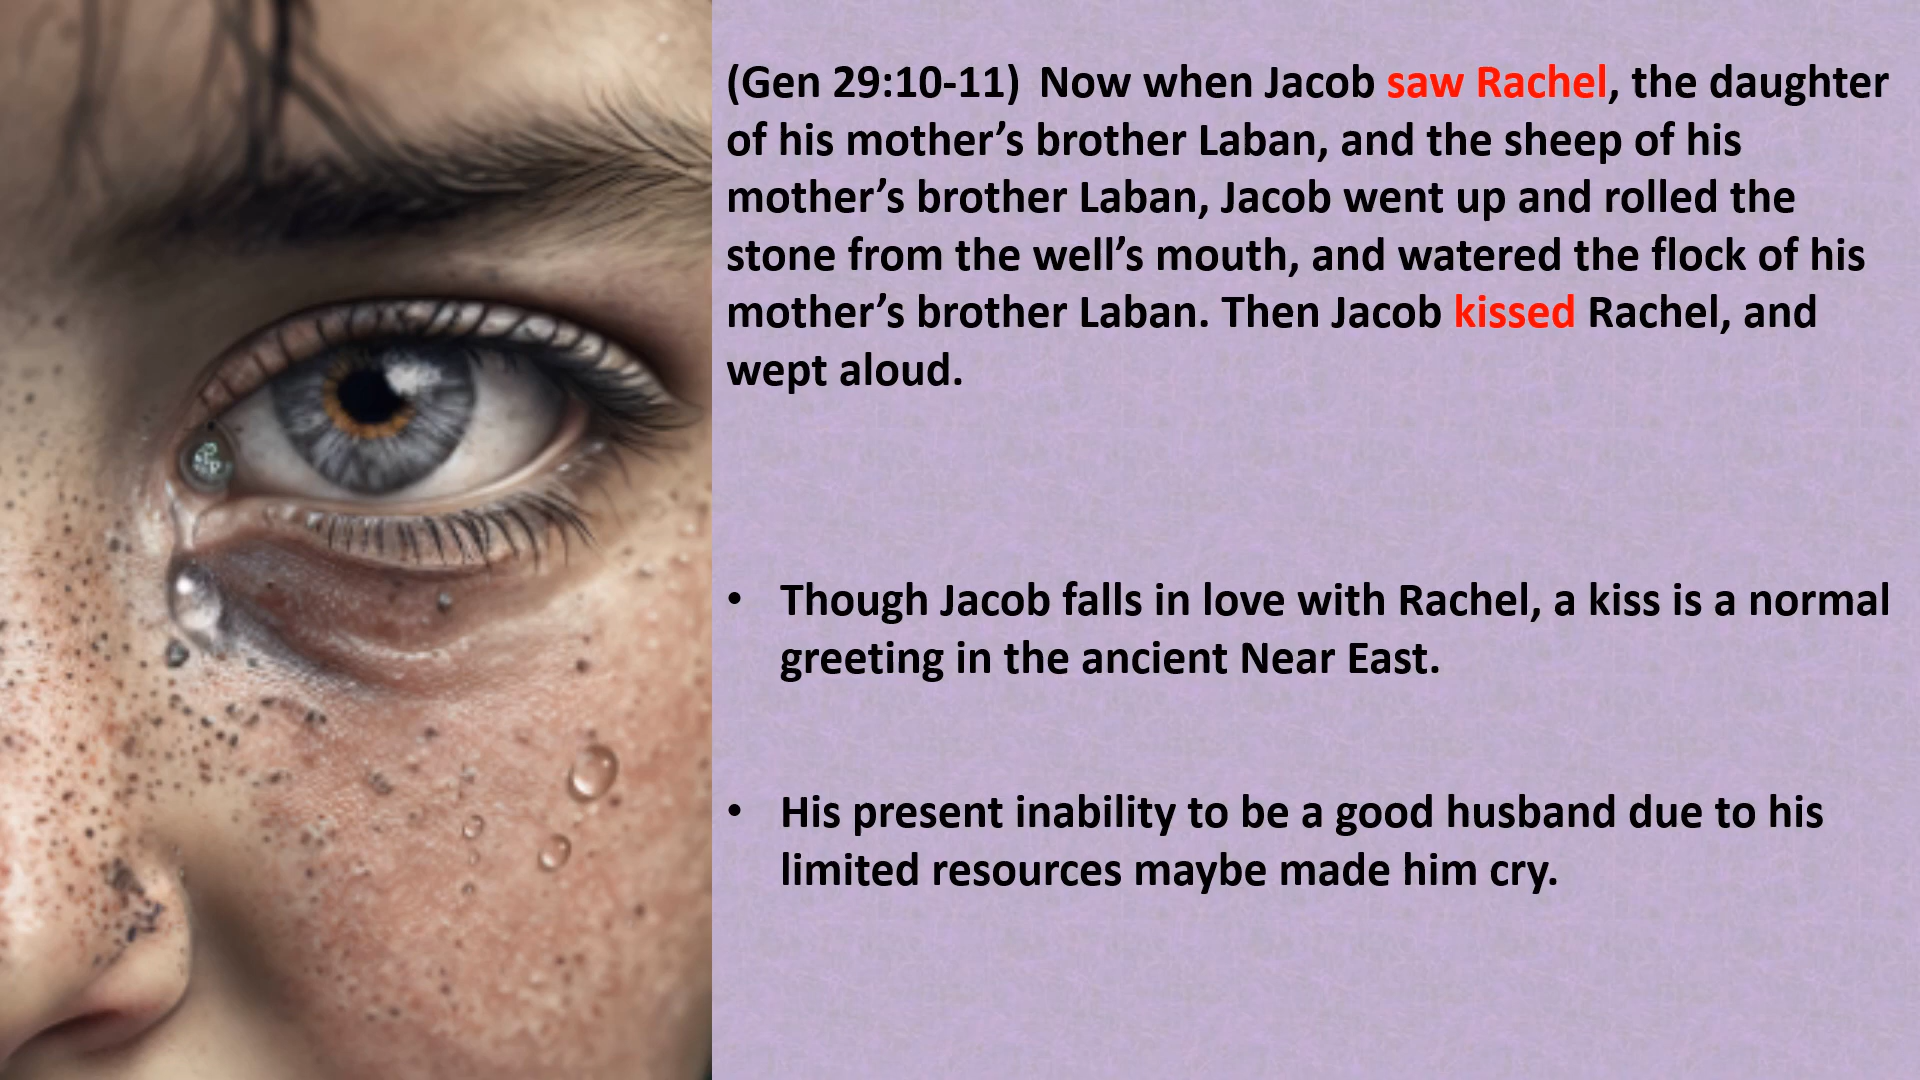 (Gen 29:10-11)  Now when Jacob saw Rachel, the daughter
of his mother’s brother Laban, and the sheep of his
mother’s brother Laban, Jacob went up and rolled the
stone from the well’s mouth, and watered the flock of his
mother’s brother Laban. Then Jacob kissed Rachel, and
wept aloud.
• Though Jacob falls in love with Rachel, a kiss is a normal
greeting in the ancient Near East.
• His present inability to be a good husband due to his
limited resources maybe made him cry.